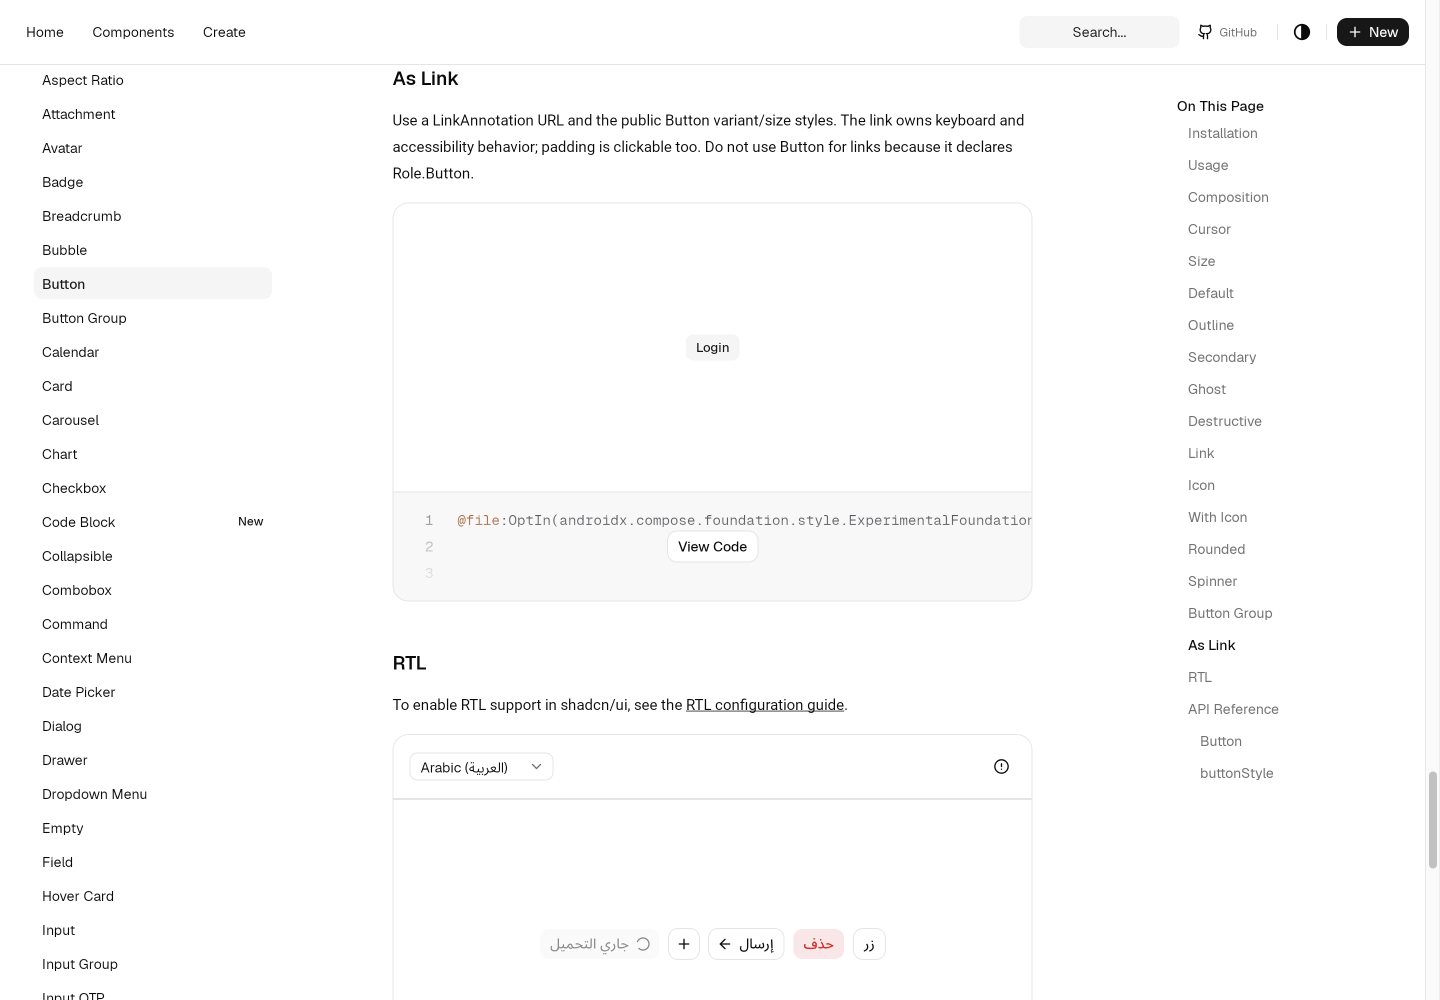 Home
Components
Create
Search...
GitHub
New
Aspect Ratio
Attachment
Avatar
Badge
Breadcrumb
Bubble
Button
Button Group
Calendar
Card
Carousel
Chart
Checkbox
Code Block
New
Collapsible
Combobox
Command
Context Menu
Date Picker
Dialog
Drawer
Dropdown Menu
Empty
Field
Hover Card
Input
Input Group
Input OTP
As Link
Use a LinkAnnotation URL and the public Button variant/size styles. The link owns keyboard and
accessibility behavior; padding is clickable too. Do not use Button for links because it declares
Role.Button.
Login
1 @file:OptIn(androidx.compose.foundation.style.ExperimentalFoundation
2
View Code
3
RTL
To enable RTL support in shadcn/ui, see the RTL configuration guide.
Arabic (العربية)
زر
حذف
إرسال
جاري التحميل
On This Page
Installation
Usage
Composition
Cursor
Size
Default
Outline
Secondary
Ghost
Destructive
Link
Icon
With Icon
Rounded
Spinner
Button Group
As Link
RTL
API Reference
Button
buttonStyle